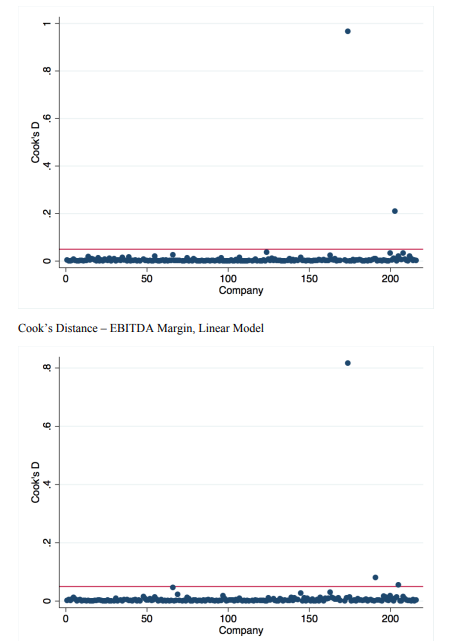 1
.8
.6
.4
.2
0
Cook's D
0 50 100 150 200
Company
Cook's Distance – EBITDA Margin, Linear Model
.8
.6
.4
.2
0
Cook's D
0 50 100 150 200
Company